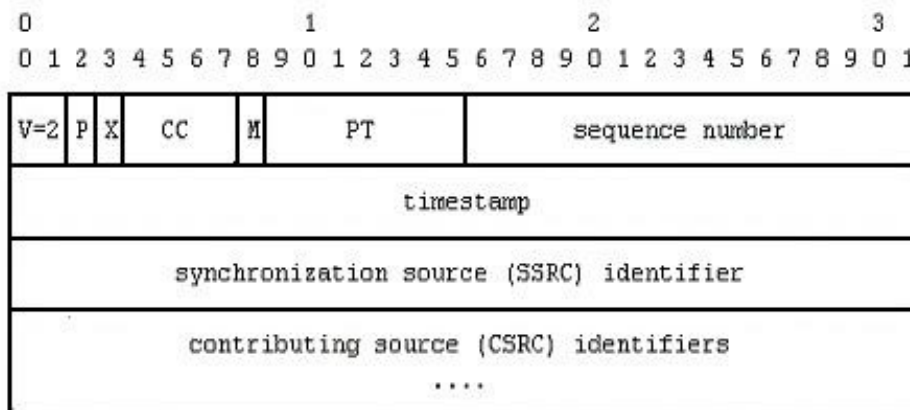 0 1 2 3
0 1 2 3 4 5 6 7 8 9 0 1 2 3 4 5 6 7 8 9 0 1 2 3 4 5 6 7 8 9 0 1
V=2 P X CC M PT sequence number
timestamp
synchronization source (SSRC) identifier
contributing source (CSRC) identifiers
....